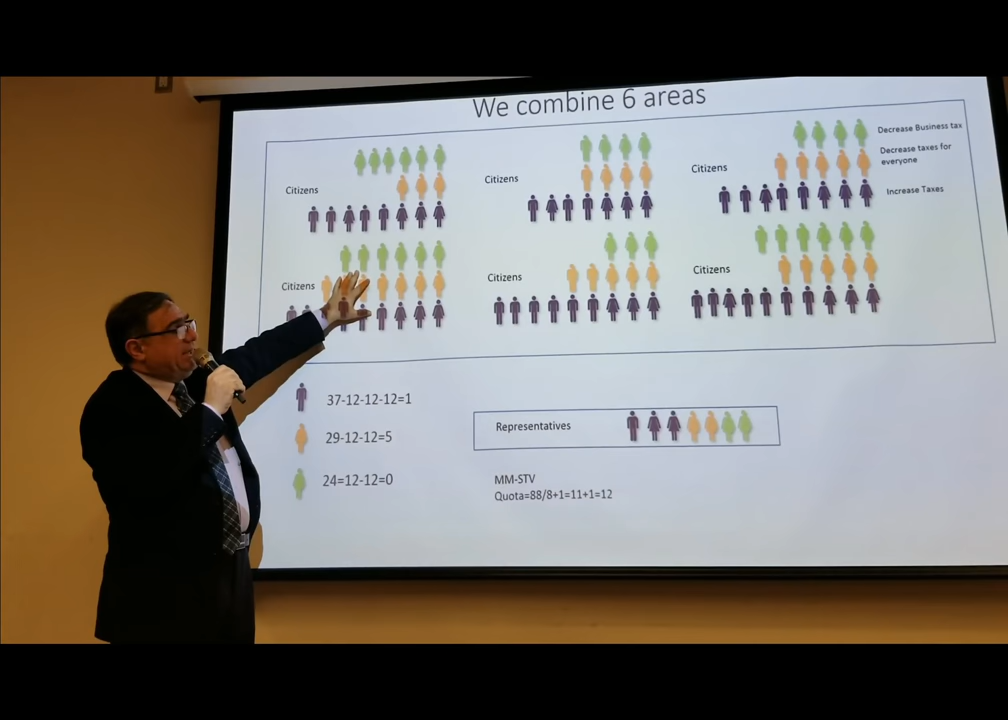 We combine 6 areas
Citizens
Citizens
Citizens
Decrease Business tax
Decrease taxes for
everyone
Increase Taxes
Citizens
Citizens
Citizens
37-12-12-12=1
29-12-12=5
24=12-12=0
Representatives
MM-STV
Quota=88/8+1=11+1=12